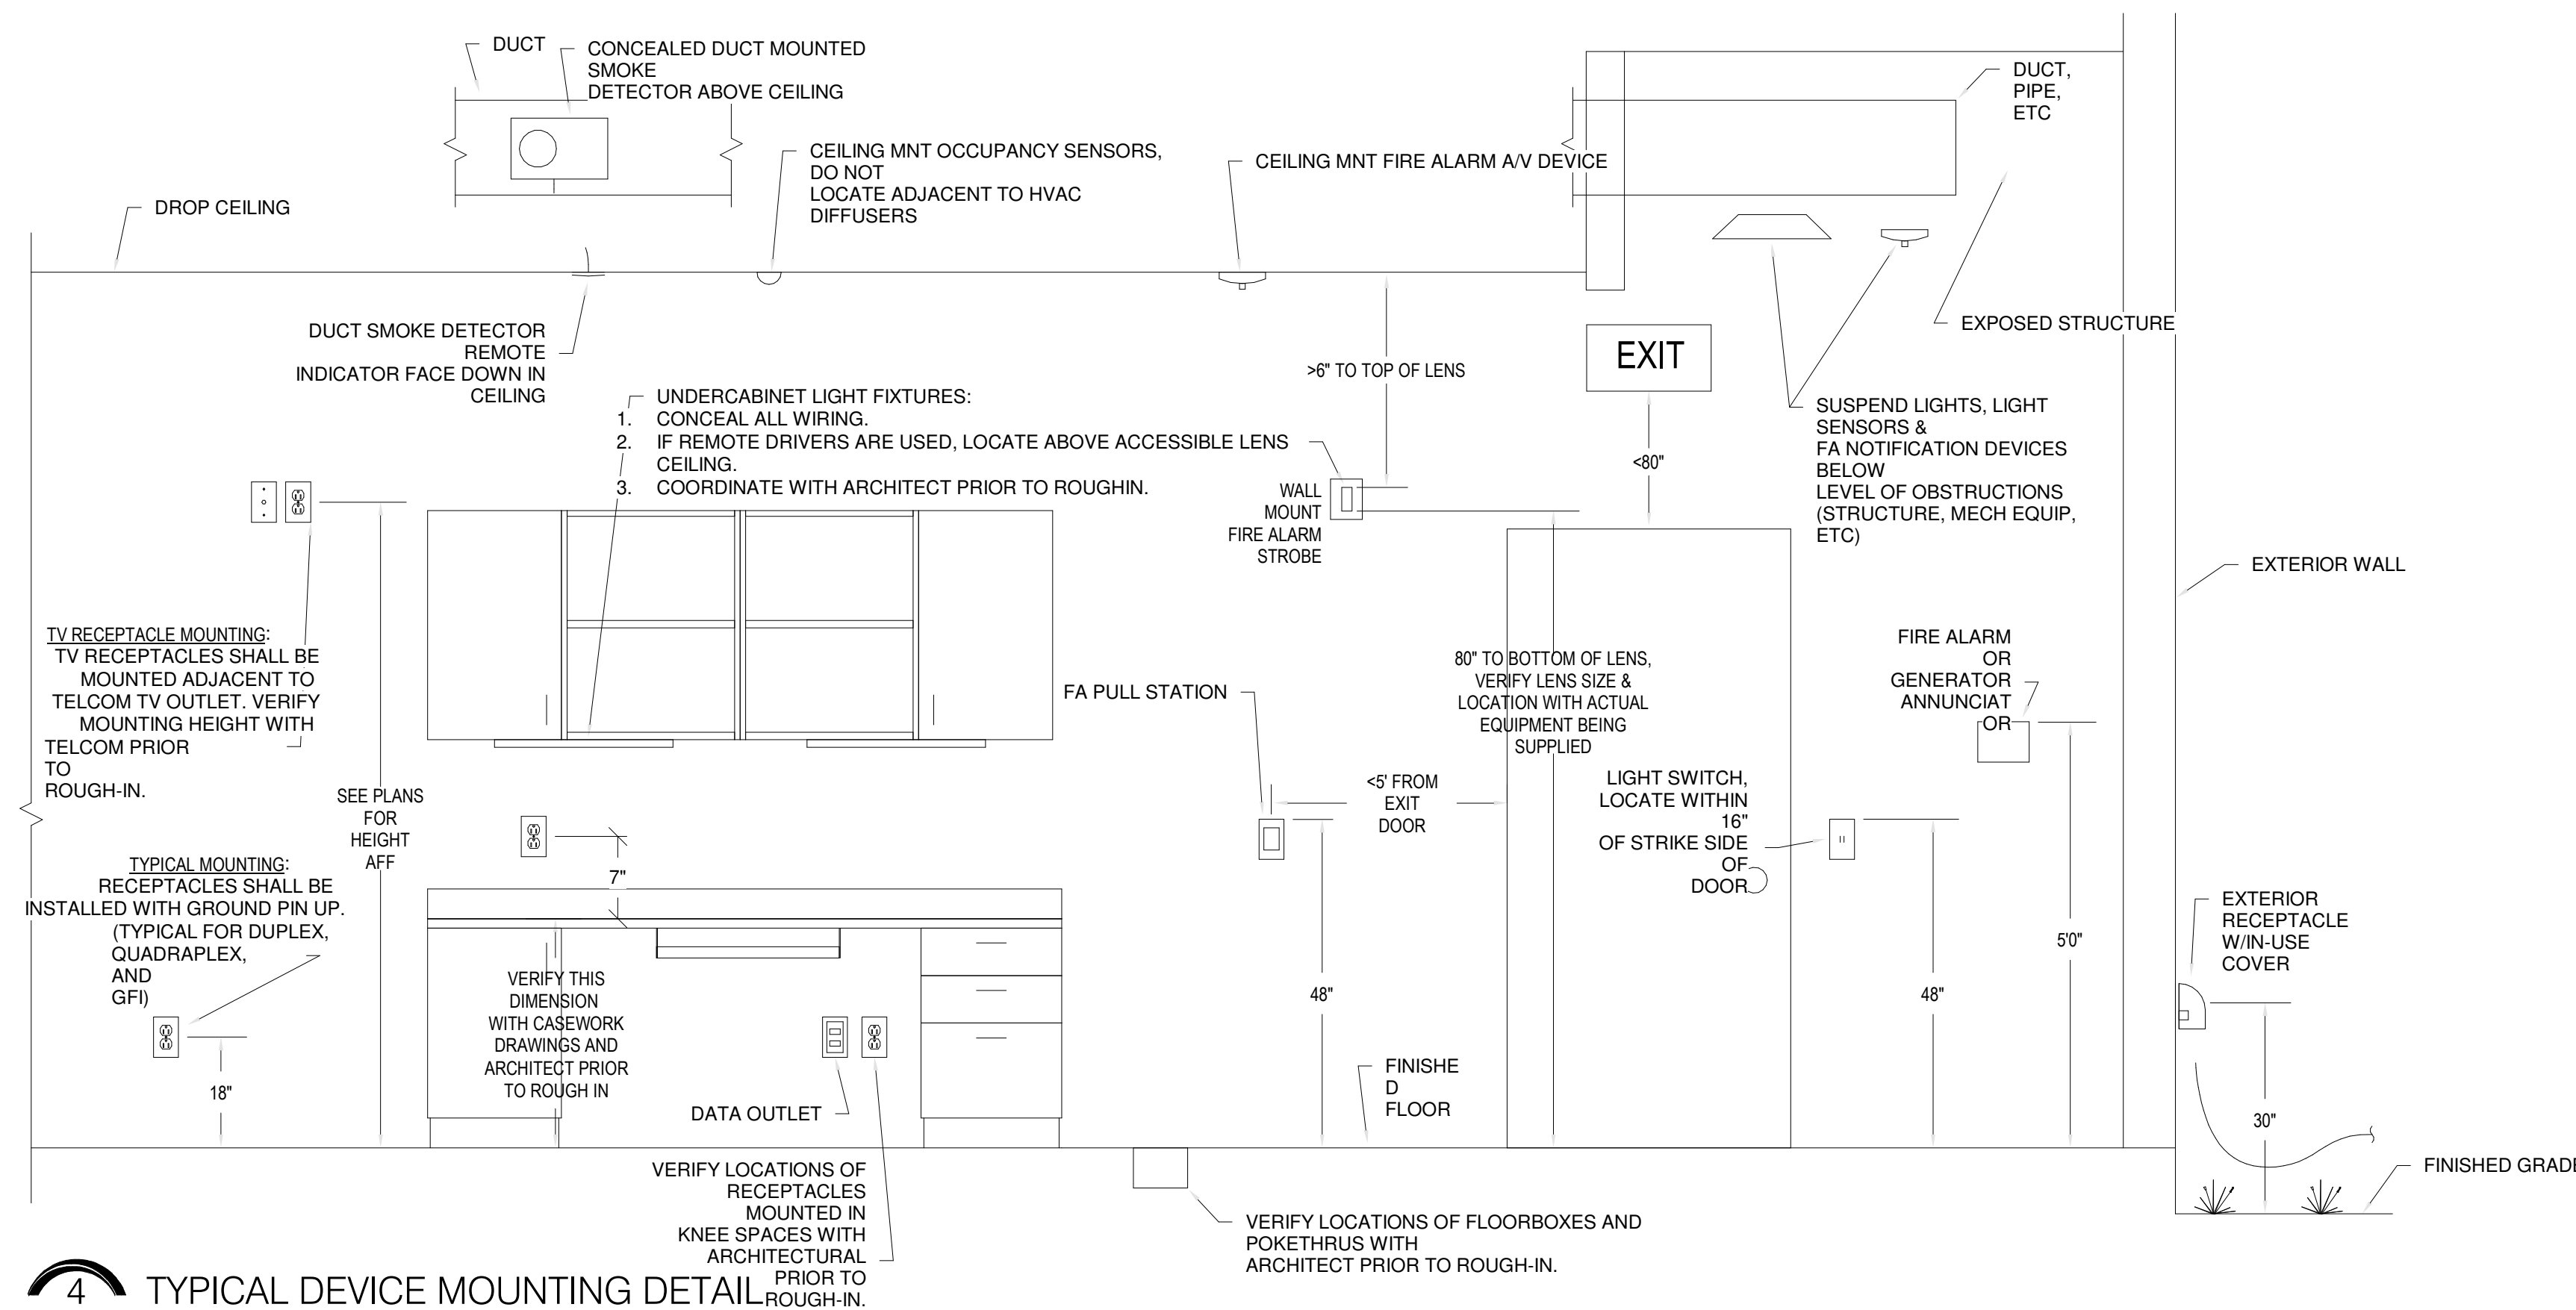 DUCT
CONCEALED DUCT MOUNTED
SMOKE
DETECTOR ABOVE CEILING
DUCT,
PIPE,
ETC
CEILING MNT OCCUPANCY SENSORS,
DO NOT
LOCATE ADJACENT TO HVAC
DIFFUSERS
CEILING MNT FIRE ALARM A/V DEVICE
DROP CEILING
DUCT SMOKE DETECTOR
REMOTE
INDICATOR FACE DOWN IN
CEILING
EXPOSED STRUCTURE
EXIT
>6" TO TOP OF LENS
UNDERCABINET LIGHT FIXTURES:
1. CONCEAL ALL WIRING.
2. IF REMOTE DRIVERS ARE USED, LOCATE ABOVE ACCESSIBLE LENS
CEILING.
3. COORDINATE WITH ARCHITECT PRIOR TO ROUGHIN.
SUSPEND LIGHTS, LIGHT
SENSORS &
FA NOTIFICATION DEVICES
BELOW
LEVEL OF OBSTRUCTIONS
(STRUCTURE, MECH EQUIP,
ETC)
<80"
WALL
MOUNT
FIRE ALARM
STROBE
EXTERIOR WALL
TV RECEPTACLE MOUNTING:
TV RECEPTACLES SHALL BE
MOUNTED ADJACENT TO
TELCOM TV OUTLET. VERIFY
MOUNTING HEIGHT WITH
TELCOM PRIOR
TO
ROUGH-IN.
80" TO BOTTOM OF LENS,
VERIFY LENS SIZE &
LOCATION WITH ACTUAL
EQUIPMENT BEING
SUPPLIED
FIRE ALARM
OR
GENERATOR
ANNUNCIAT
OR
FA PULL STATION
SEE PLANS
FOR
HEIGHT
AFF
<5' FROM
EXIT
DOOR
LIGHT SWITCH,
LOCATE WITHIN
16"
OF STRIKE SIDE
OF
DOOR
TYPICAL MOUNTING:
RECEPTACLES SHALL BE
INSTALLED WITH GROUND PIN UP.
(TYPICAL FOR DUPLEX,
QUADRAPLEX,
AND
GFI)
7"
EXTERIOR
RECEPTACLE
W/IN-USE
COVER
5'0"
VERIFY THIS
DIMENSION
WITH CASEWORK
DRAWINGS AND
ARCHITECT PRIOR
TO ROUGH IN
48"
48"
18"
DATA OUTLET
FINISHE
D
FLOOR
30"
FINISHED GRADE
VERIFY LOCATIONS OF
RECEPTACLES
MOUNTED IN
KNEE SPACES WITH
ARCHITECTURAL
PRIOR TO
ROUGH-IN.
VERIFY LOCATIONS OF FLOORBOXES AND
POKETHRUS WITH
ARCHITECT PRIOR TO ROUGH-IN.
4 TYPICAL DEVICE MOUNTING DETAIL